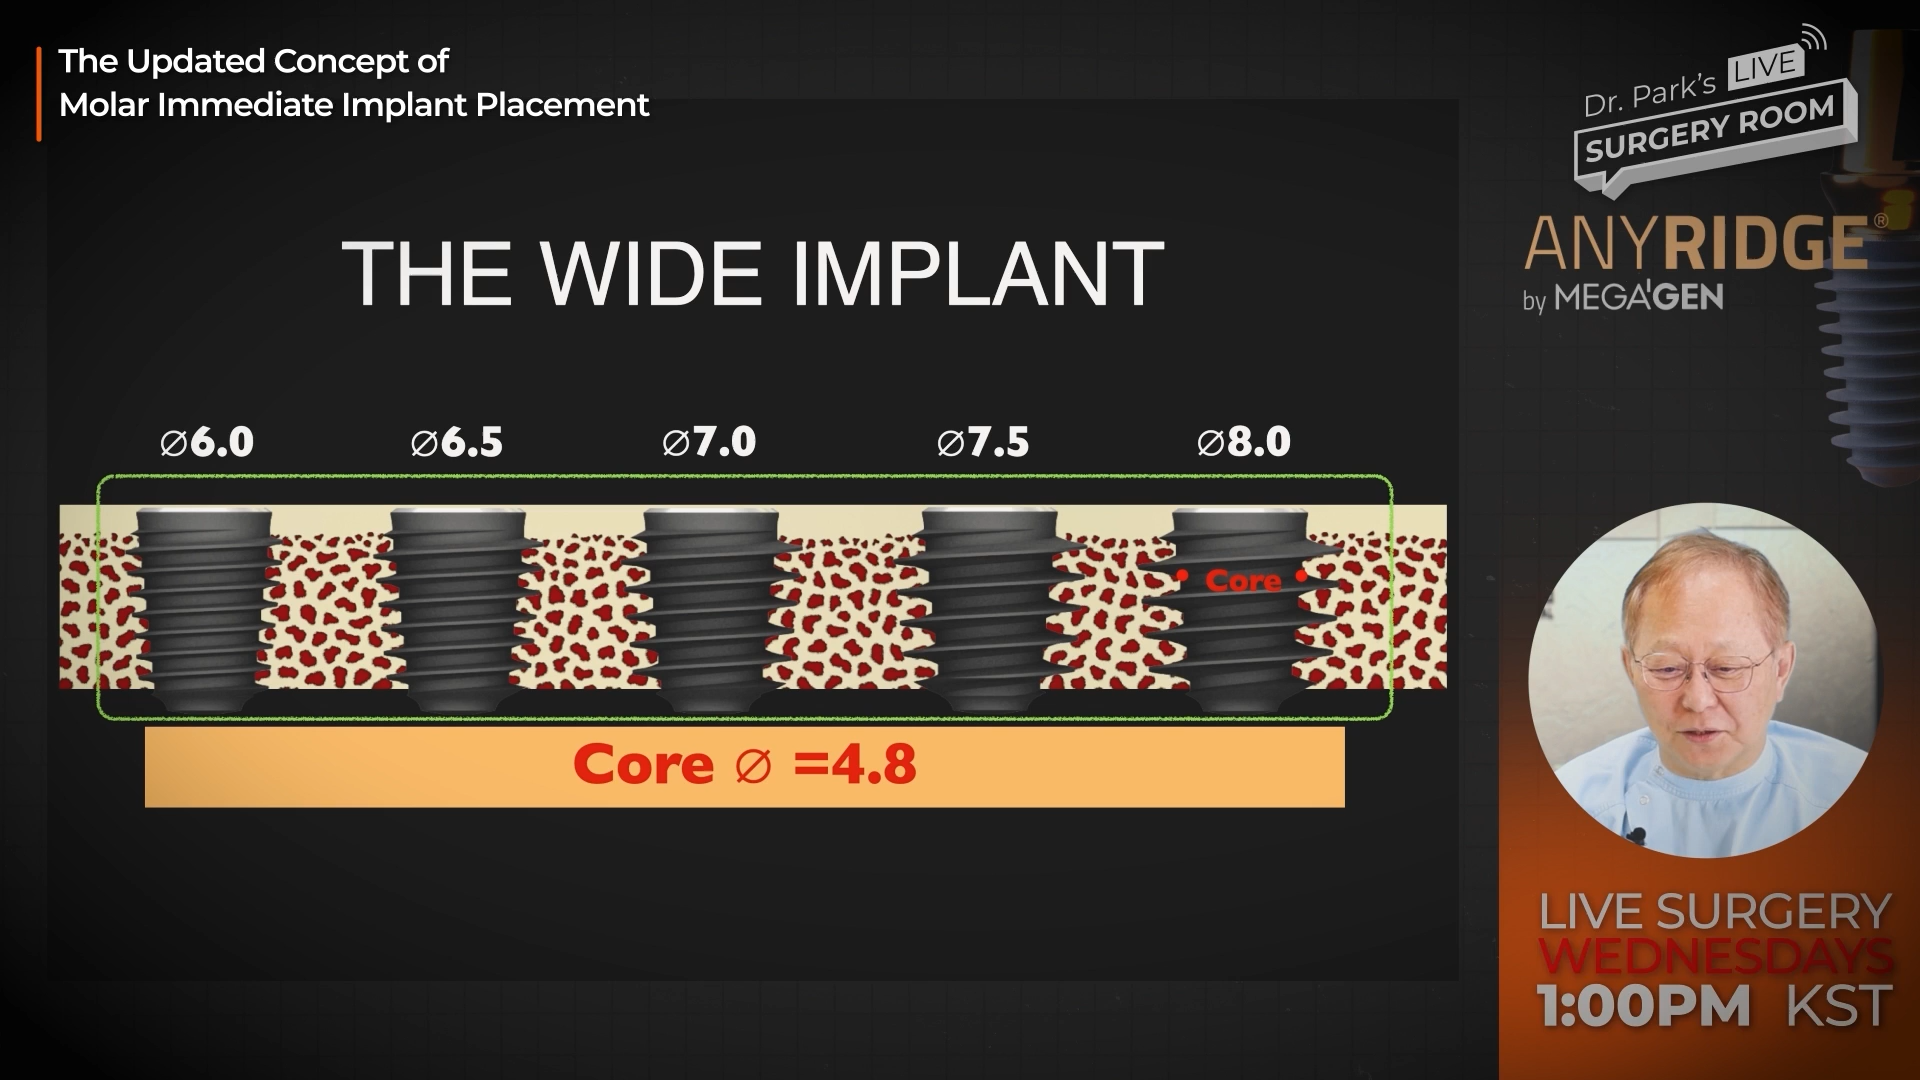 The Updated Concept of
Molar Immediate Implant Placement
Dr. Park's LIVE
SURGERY ROOM
ANYRIDGE®
by MEGA'GEN
THE WIDE IMPLANT
∅6.0 ∅6.5 ∅7.0 ∅7.5 ∅8.0
Core
Core ∅ =4.8
LIVE SURGERY
WEDNESDAYS
1:00PM KST